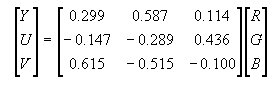 [Y] [0.299 0.587 0.114] [R]
[U] = [−0.147 −0.289 0.436] [G]
[V] [0.615 −0.515 −0.100] [B]